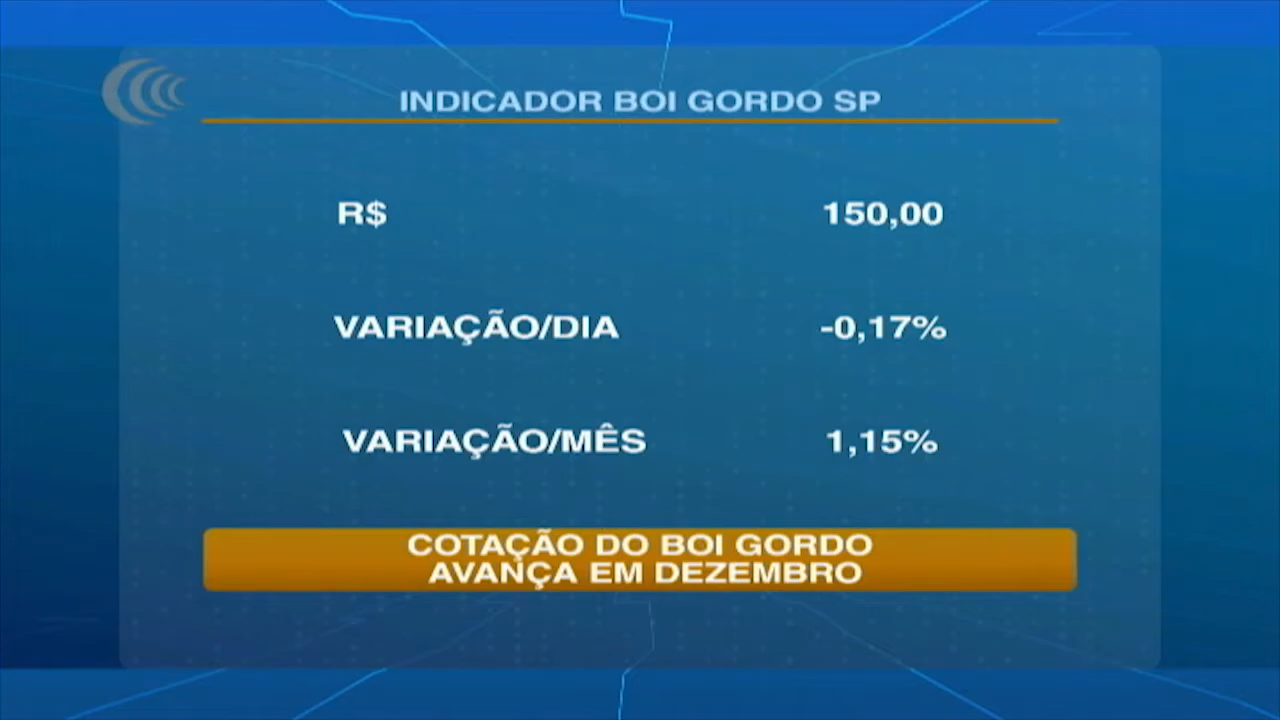 INDICADOR BOI GORDO SP
R$ 150,00
VARIAÇÃO/DIA -0,17%
VARIAÇÃO/MÊS 1,15%
COTAÇÃO DO BOI GORDO
AVANÇA EM DEZEMBRO